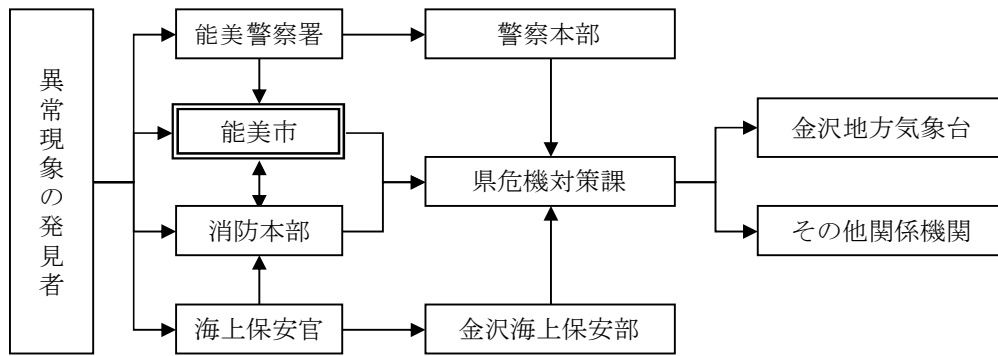 異常現象の発見者
能美警察署
警察本部
能美市
金沢地方気象台
県危機対策課
消防本部
その他関係機関
海上保安官
金沢海上保安部